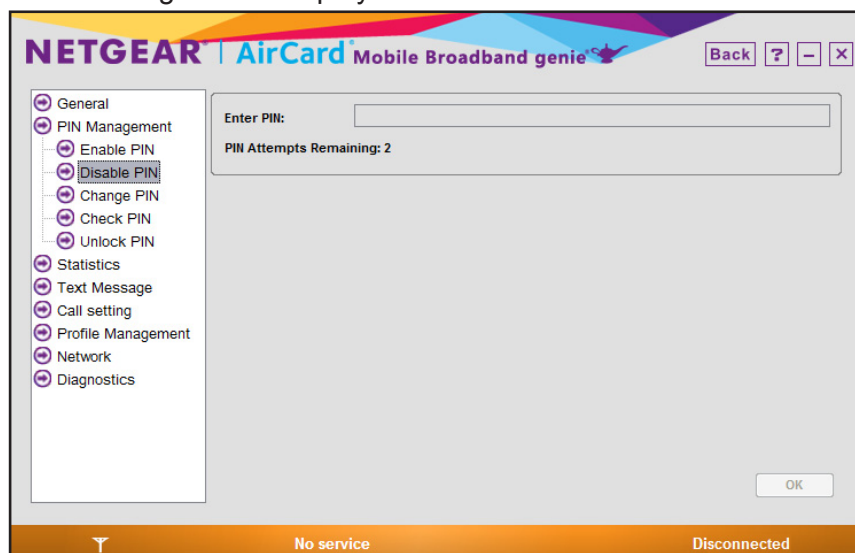 NETGEAR® | AirCard® Mobile Broadband genie®
Back ? – X
General
PIN Management
Enable PIN
Disable PIN
Change PIN
Check PIN
Unlock PIN
Statistics
Text Message
Call setting
Profile Management
Network
Diagnostics
Enter PIN:
PIN Attempts Remaining: 2
OK
No service
Disconnected